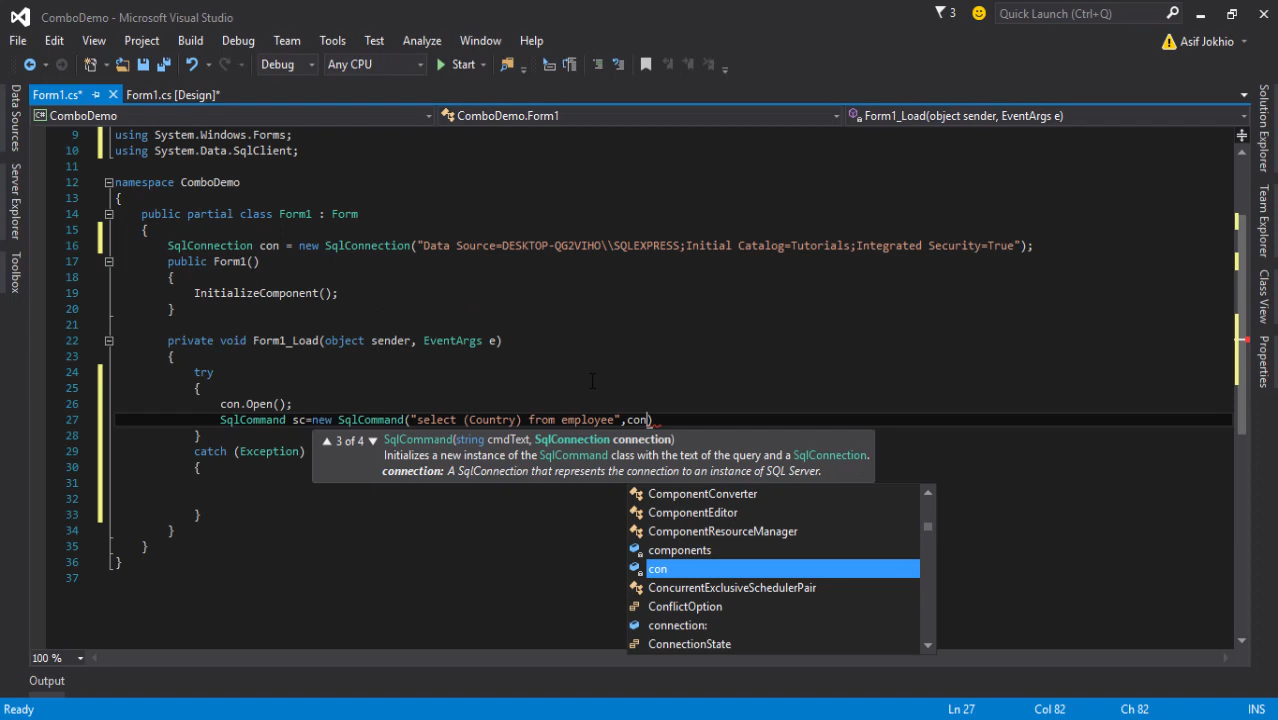 ComboDemo - Microsoft Visual Studio
3
Quick Launch (Ctrl+Q)
File Edit View Project Build Debug Team Tools Test Analyze Window Help
Asif Jokhio
Debug Any CPU Start
Data Sources
Server Explorer
Toolbox
Form1.cs* Form1.cs [Design]*
ComboDemo ComboDemo.Form1 Form1_Load(object sender, EventArgs e)
9 using System.Windows.Forms;
10 using System.Data.SqlClient;
11
12 namespace ComboDemo
13 {
14 public partial class Form1 : Form
15 {
16 SqlConnection con = new SqlConnection("Data Source=DESKTOP-QG2VIHO\\SQLEXPRESS;Initial Catalog=Tutorials;Integrated Security=True");
17 public Form1()
18 {
19 InitializeComponent();
20 }
21
22 private void Form1_Load(object sender, EventArgs e)
23 {
24 try
25 {
26 con.Open();
27 SqlCommand sc=new SqlCommand("select (Country) from employee",con)
28 }
29 catch (Exception)
30 {
31
32
33 }
34 }
35 }
36 }
37
3 of 4 SqlCommand(string cmdText, SqlConnection connection)
Initializes a new instance of the SqlCommand class with the text of the query and a SqlConnection.
connection: A SqlConnection that represents the connection to an instance of SQL Server.
ComponentConverter
ComponentEditor
ComponentResourceManager
components
con
ConcurrentExclusiveSchedulerPair
ConflictOption
connection:
ConnectionState
Solution Explorer
Team Explorer
Class View
Properties
100 %
Output
Ready Ln 27 Col 82 Ch 82 INS